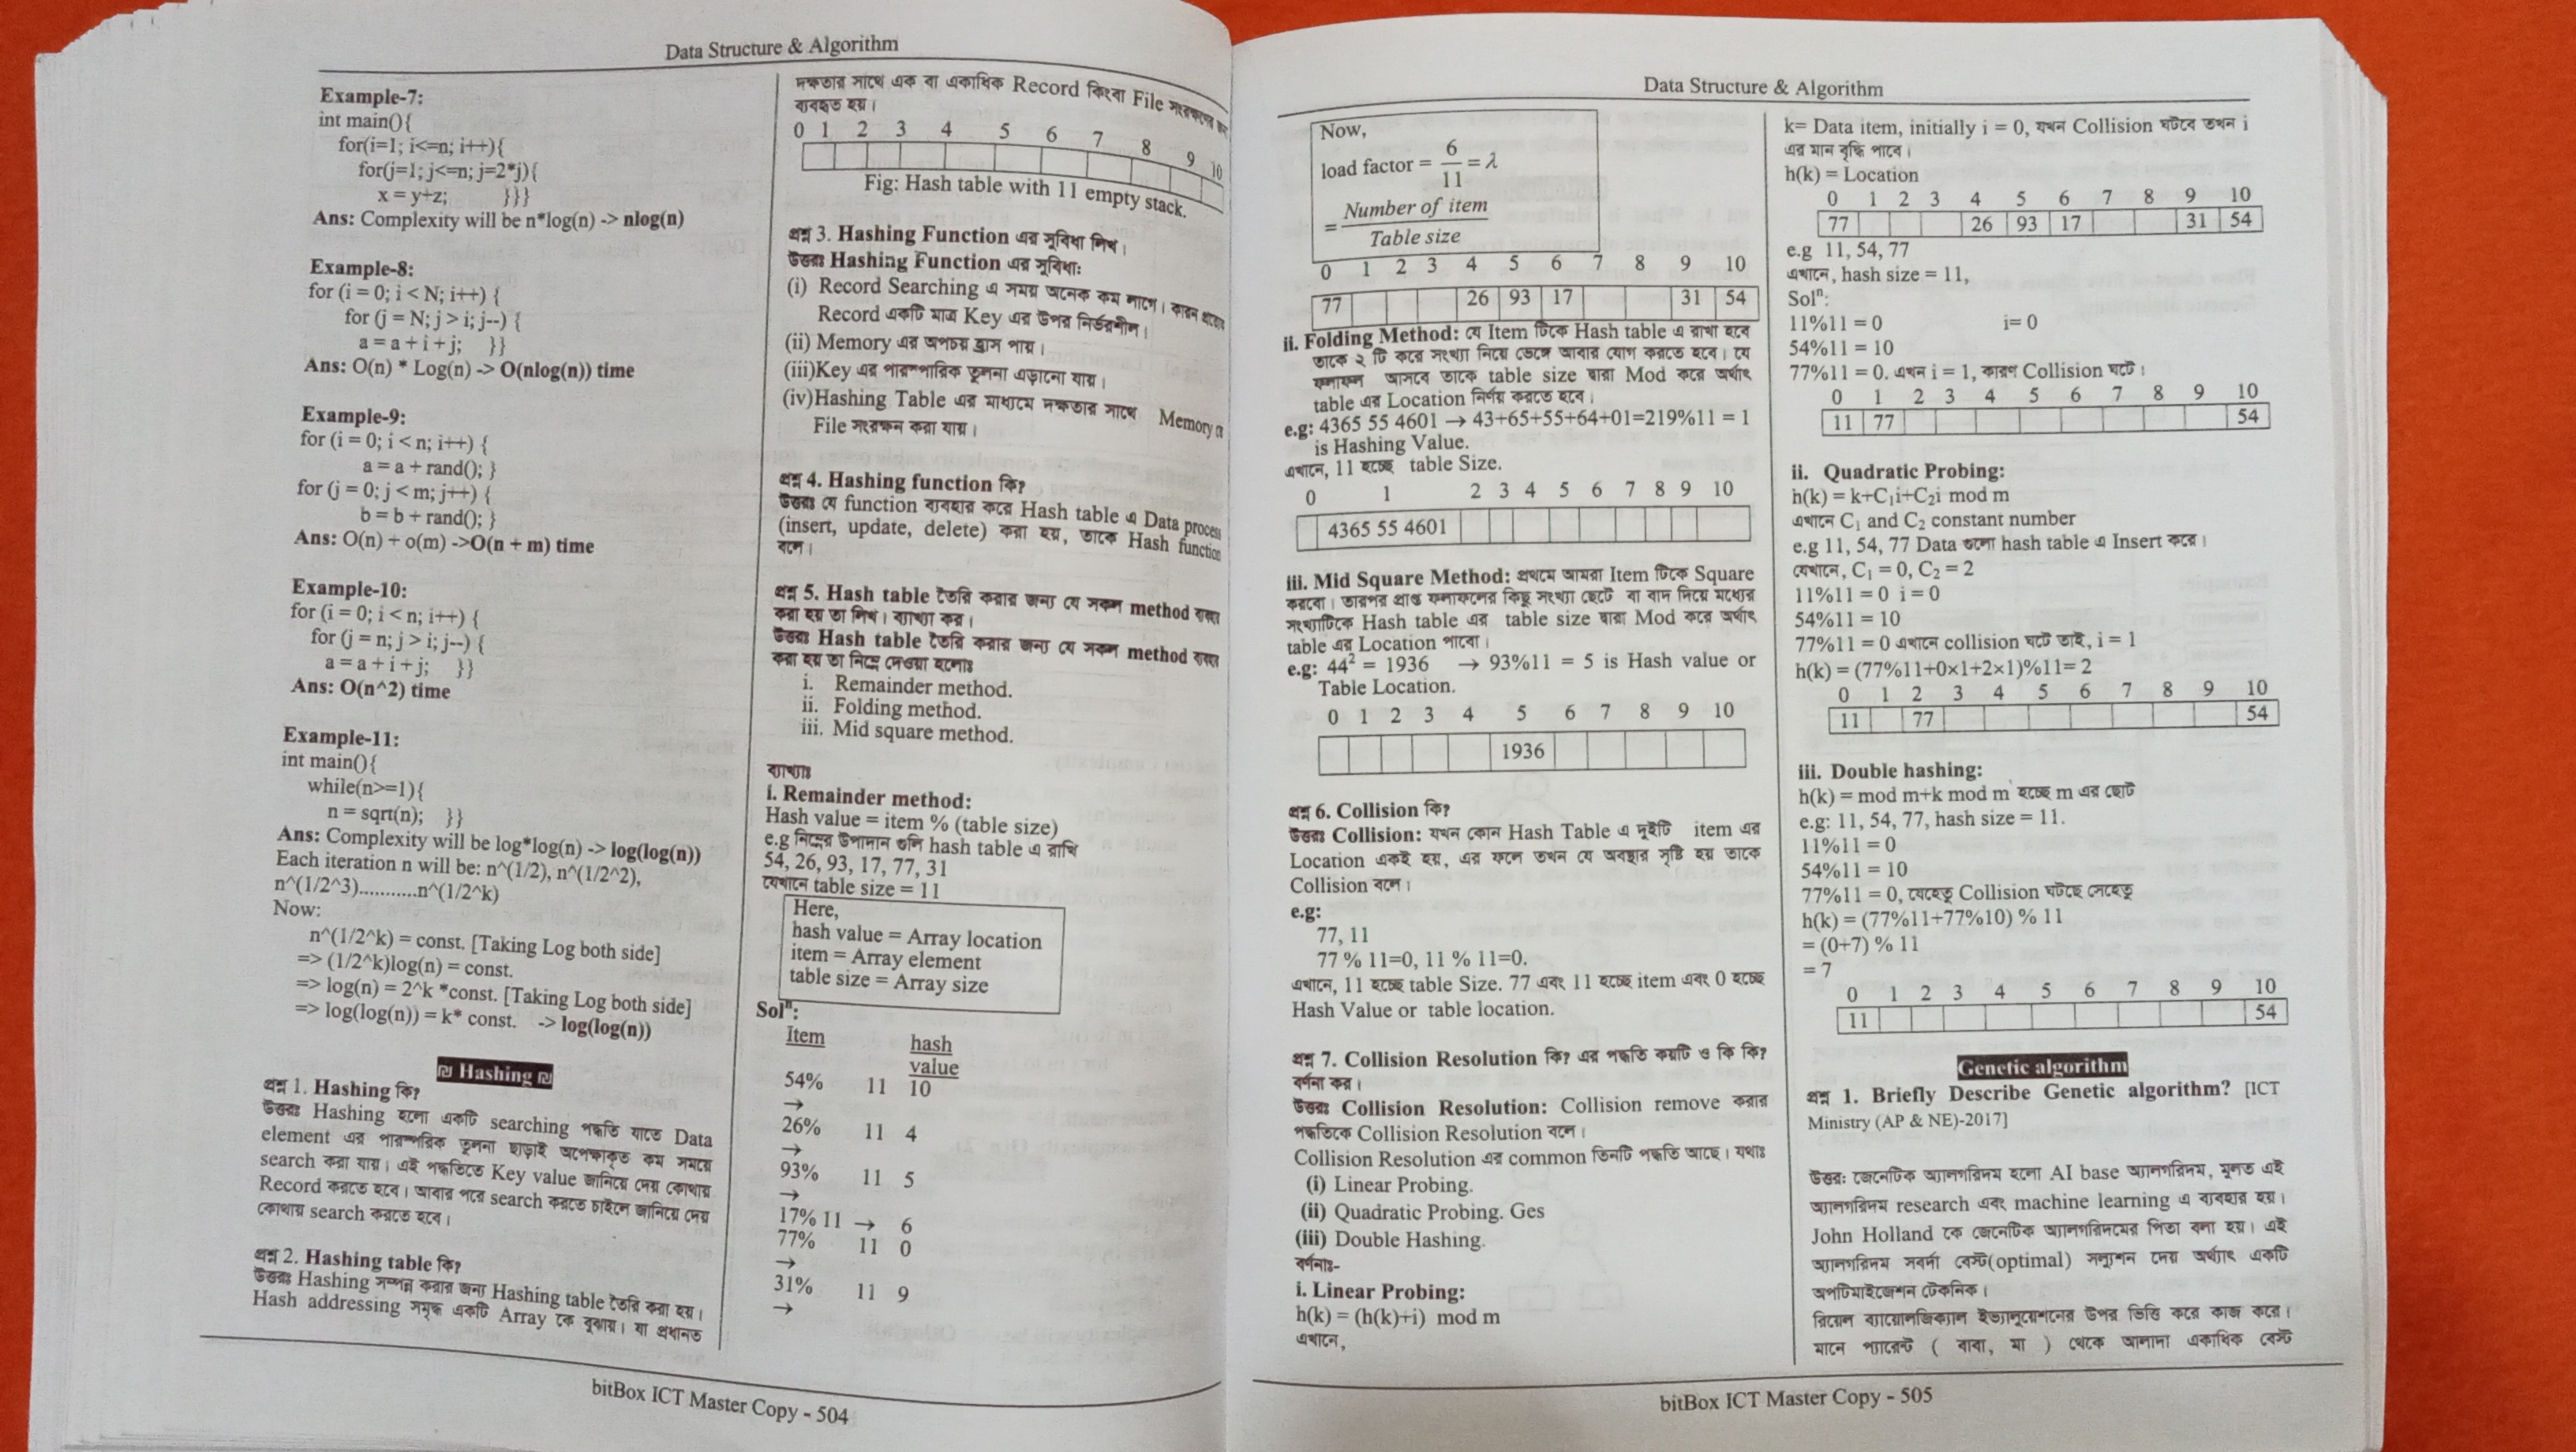 Data Structure & Algorithm
Example-7:
int main(){
for(i=1; i<=n; i++){
for(j=1; j<=n; j=2*j){
x = y+z; }}}
Ans: Complexity will be n*log(n) -> nlog(n)
Example-8:
for (i = 0; i < N; i++) {
for (j = N; j > i; j--) {
a = a + i + j; }}
Ans: O(n) * Log(n) -> O(nlog(n)) time
Example-9:
for (i = 0; i < n; i++) {
a = a + rand(); }
for (j = 0; j < m; j++) {
b = b + rand(); }
Ans: O(n) + o(m) ->O(n + m) time
Example-10:
for (i = 0; i < n; i++) {
for (j = n; j > i; j--) {
a = a + i + j; }}
Ans: O(n^2) time
Example-11:
int main(){
while(n>=1){
n = sqrt(n); }}
Ans: Complexity will be log*log(n) -> log(log(n))
Each iteration n will be: n^(1/2), n^(1/2^2),
n^(1/2^3)...........n^(1/2^k)
Now:
n^(1/2^k) = const. [Taking Log both side]
=> (1/2^k)log(n) = const.
=> log(n) = 2^k *const. [Taking Log both side]
=> log(log(n)) = k* const. -> log(log(n))
Hashing
প্রশ্ন 1. Hashing কি?
উত্তরঃ Hashing হলো একটি searching পদ্ধতি যাতে Data
element এর পারস্পরিক তুলনা ছাড়াই অপেক্ষাকৃত কম সময়ে
search করা যায়। এই পদ্ধতিতে Key value জানিয়ে দেয় কোথায়
Record করতে হবে। আবার পরে search করতে চাইলে জানিয়ে দেয়
কোথায় search করতে হবে।
প্রশ্ন 2. Hashing table কি?
উত্তরঃ Hashing সম্পন্ন করার জন্য Hashing table তৈরি করা হয়।
Hash addressing সমৃদ্ধ একটি Array কে বুঝায়। যা প্রধানত
দক্ষতার সাথে এক বা একাধিক Record কিংবা File সংরক্ষণের
ব্যবহৃত হয়।
0 1 2 3 4 5 6 7 8 9 10
Fig: Hash table with 11 empty stack.
প্রশ্ন 3. Hashing Function এর সুবিধা লিখ।
উত্তরঃ Hashing Function এর সুবিধাঃ
(i) Record Searching এ সময় অনেক কম লাগে। কারন
Record একটি মাত্র Key এর উপর নির্ভরশীল।
(ii) Memory এর অপচয় হ্রাস পায়।
(iii)Key এর পারস্পারিক তুলনা এড়ানো যায়।
(iv)Hashing Table এর মাধ্যমে দক্ষতার সাথে Memory তে
File সংরক্ষন করা যায়।
প্রশ্ন 4. Hashing function কি?
উত্তরঃ যে function ব্যবহার করে Hash table এ Data process
(insert, update, delete) করা হয়, তাকে Hash function
বলে।
প্রশ্ন 5. Hash table তৈরি করার জন্য যে সকল method
করা হয় তা লিখ। ব্যাখ্যা কর।
উত্তরঃ Hash table তৈরি করার জন্য যে সকল method
করা হয় তা নিম্নে দেওয়া হলোঃ
i. Remainder method.
ii. Folding method.
iii. Mid square method.
ব্যাখ্যাঃ
i. Remainder method:
Hash value = item % (table size)
e.g নিম্নের উপাদান গুলি hash table এ রাখি
54, 26, 93, 17, 77, 31
যেখানে table size = 11
Here,
hash value = Array location
item = Array element
table size = Array size
Solⁿ:
Item hash
value
54% 11 10
→
26% 11 4
→
93% 11 5
→
17% 11 → 6
77% 11 0
→
31% 11 9
→
bitBox ICT Master Copy - 504
Data Structure & Algorithm
Now,
load factor = 6/11 = λ
= Number of item / Table size
0 1 2 3 4 5 6 7 8 9 10
77 26 93 17 31 54
ii. Folding Method: যে Item টিকে Hash table এ রাখা হবে
তাকে ২ টি করে সংখ্যা নিয়ে ভেঙ্গে আবার যোগ করতে হবে। যে
ফলাফল আসবে তাকে table size দ্বারা Mod করে অর্থাৎ
table এর Location নির্ণয় করতে হবে।
e.g: 4365 55 4601 → 43+65+55+64+01=219%11 = 1
is Hashing Value.
এখানে, 11 হচ্ছে table Size.
0 1 2 3 4 5 6 7 8 9 10
4365 55 4601
iii. Mid Square Method: প্রথমে আমরা Item টিকে Square
করবো। তারপর প্রাপ্ত ফলাফলের কিছু সংখ্যা ছেটে বা বাদ দিয়ে মধ্যের
সংখ্যাটিকে Hash table এর table size দ্বারা Mod করে অর্থাৎ
table এর Location পাবো।
e.g: 44² = 1936 → 93%11 = 5 is Hash value or
Table Location.
0 1 2 3 4 5 6 7 8 9 10
1936
প্রশ্ন 6. Collision কি?
উত্তরঃ Collision: যখন কোন Hash Table এ দুইটি item এর
Location একই হয়, এর ফলে তখন যে অবস্থার সৃষ্টি হয় তাকে
Collision বলে।
e.g:
77, 11
77 % 11=0, 11 % 11=0.
এখানে, 11 হচ্ছে table Size. 77 এবং 11 হচ্ছে item এবং 0 হচ্ছে
Hash Value or table location.
প্রশ্ন 7. Collision Resolution কি? এর পদ্ধতি কয়টি ও কি কি?
বর্ণনা কর।
উত্তরঃ Collision Resolution: Collision remove করার
পদ্ধতিকে Collision Resolution বলে।
Collision Resolution এর common তিনটি পদ্ধতি আছে। যথাঃ
(i) Linear Probing.
(ii) Quadratic Probing. Ges
(iii) Double Hashing.
বর্ণনাঃ-
i. Linear Probing:
h(k) = (h(k)+i) mod m
এখানে,
k= Data item, initially i = 0, যখন Collision ঘটবে তখন i
এর মান বৃদ্ধি পাবে।
h(k) = Location
0 1 2 3 4 5 6 7 8 9 10
77 26 93 17 31 54
e.g 11, 54, 77
এখানে, hash size = 11,
Solⁿ:
11%11 = 0 i= 0
54%11 = 10
77%11 = 0. এখন i = 1, কারণ Collision ঘটে।
0 1 2 3 4 5 6 7 8 9 10
11 77 54
ii. Quadratic Probing:
h(k) = k+C₁i+C₂i mod m
এখানে C₁ and C₂ constant number
e.g 11, 54, 77 Data গুলো hash table এ Insert করে।
যেখানে, C₁ = 0, C₂ = 2
11%11 = 0 i = 0
54%11 = 10
77%11 = 0 এখানে collision ঘটে তাই, i = 1
h(k) = (77%11+0×1+2×1)%11= 2
0 1 2 3 4 5 6 7 8 9 10
11 77 54
iii. Double hashing:
h(k) = mod m+k mod m' হচ্ছে m এর ছোট
e.g: 11, 54, 77, hash size = 11.
11%11 = 0
54%11 = 10
77%11 = 0, যেহেতু Collision ঘটছে সেহেতু
h(k) = (77%11+77%10) % 11
= (0+7) % 11
= 7
0 1 2 3 4 5 6 7 8 9 10
11 54
Genetic algorithm
প্রশ্ন 1. Briefly Describe Genetic algorithm? [ICT
Ministry (AP & NE)-2017]
উত্তর: জেনেটিক অ্যালগরিদম হলো AI base অ্যালগরিদম, মূলত এই
অ্যালগরিদম research এবং machine learning এ ব্যবহার হয়।
John Holland কে জেনেটিক অ্যালগরিদমের পিতা বলা হয়। এই
অ্যালগরিদম সবর্দা বেস্ট(optimal) সল্যুশন দেয় অর্থ্যাৎ একটি
অপটিমাইজেশন টেকনিক।
রিয়েল ব্যায়োলজিক্যাল ইভ্যালুয়েশনের উপর ভিত্তি করে কাজ করে।
মানে প্যারেন্ট ( বাবা, মা ) থেকে আলাদা একাধিক বেস্ট
bitBox ICT Master Copy - 505